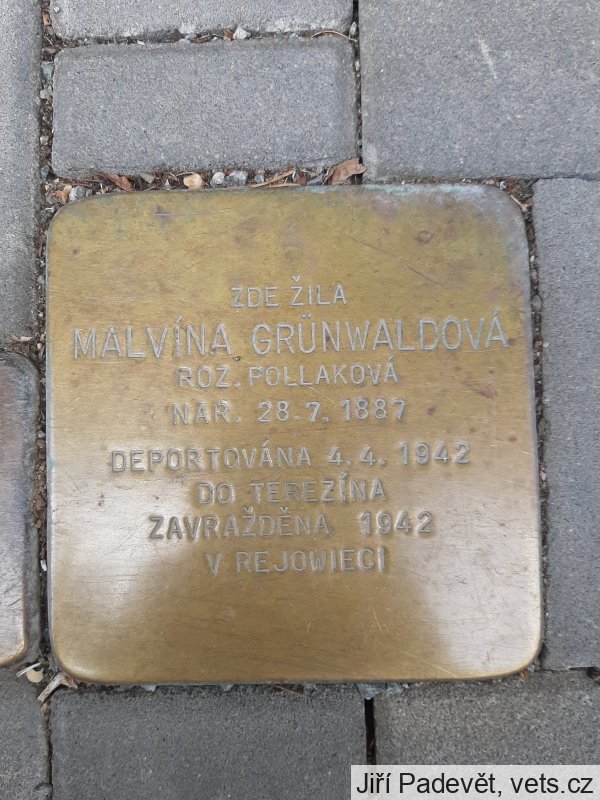 ZDE ŽILA
MALVÍNA GRÜNWALDOVÁ
ROZ. POLLAKOVÁ
NAR. 28.7. 1887
DEPORTOVÁNA 4.4. 1942
DO TEREZÍNA
ZAVRAŽDĚNA 1942
V REJOWIECI
Jiří Padevět, vets.cz